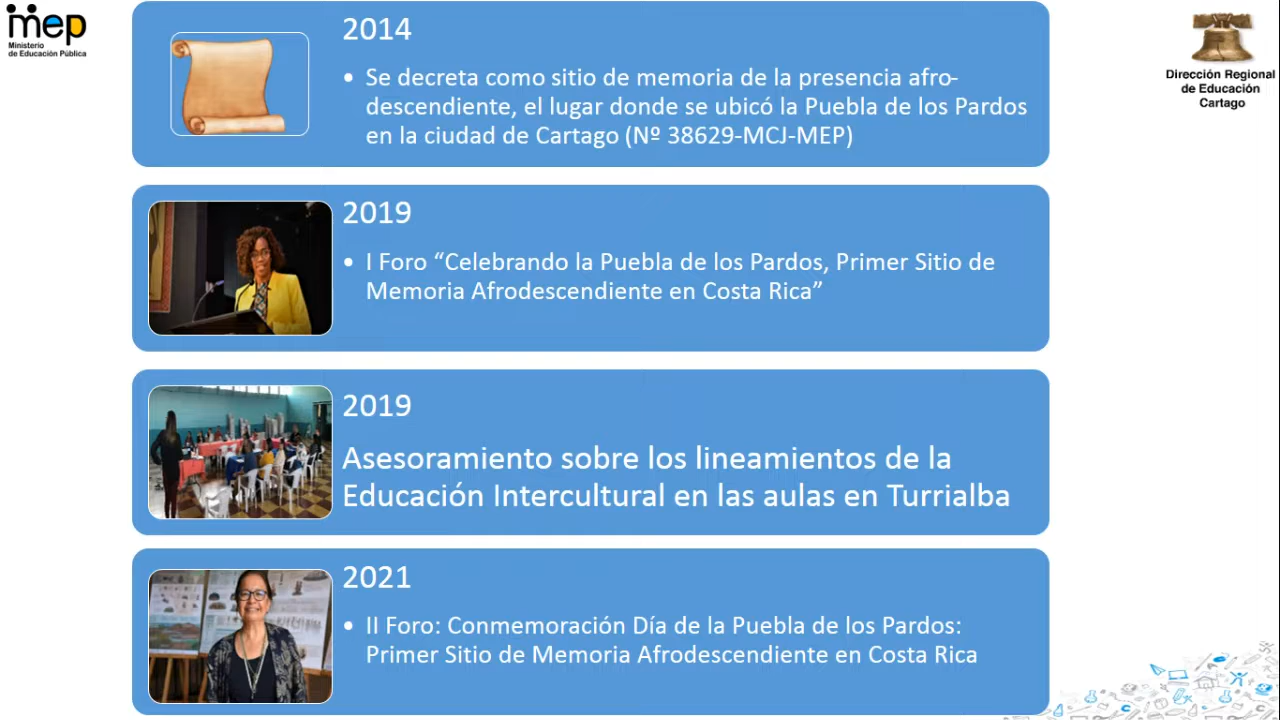 mep
Ministerio
de Educación Pública
Dirección Regional
de Educación
Cartago
2014
• Se decreta como sitio de memoria de la presencia afro-
descendiente, el lugar donde se ubicó la Puebla de los Pardos
en la ciudad de Cartago (Nº 38629-MCJ-MEP)
2019
• I Foro “Celebrando la Puebla de los Pardos, Primer Sitio de
Memoria Afrodescendiente en Costa Rica”
2019
Asesoramiento sobre los lineamientos de la
Educación Intercultural en las aulas en Turrialba
2021
• II Foro: Conmemoración Día de la Puebla de los Pardos:
Primer Sitio de Memoria Afrodescendiente en Costa Rica